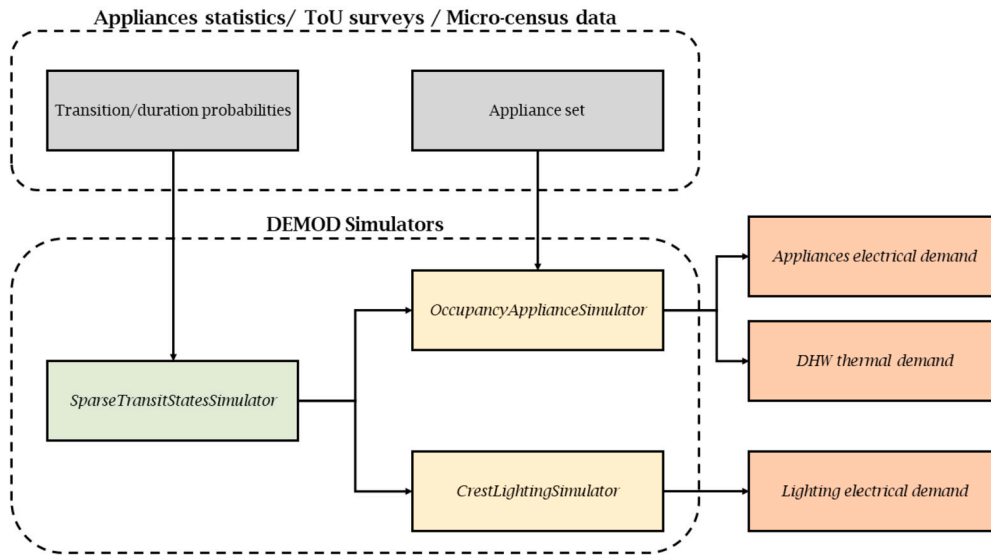 Appliances statistics/ ToU surveys / Micro-census data
Transition/duration probabilities
Appliance set
DEMOD Simulators
Appliances electrical demand
OccupancyApplianceSimulator
DHW thermal demand
SparseTransitStatesSimulator
CrestLightingSimulator
Lighting electrical demand